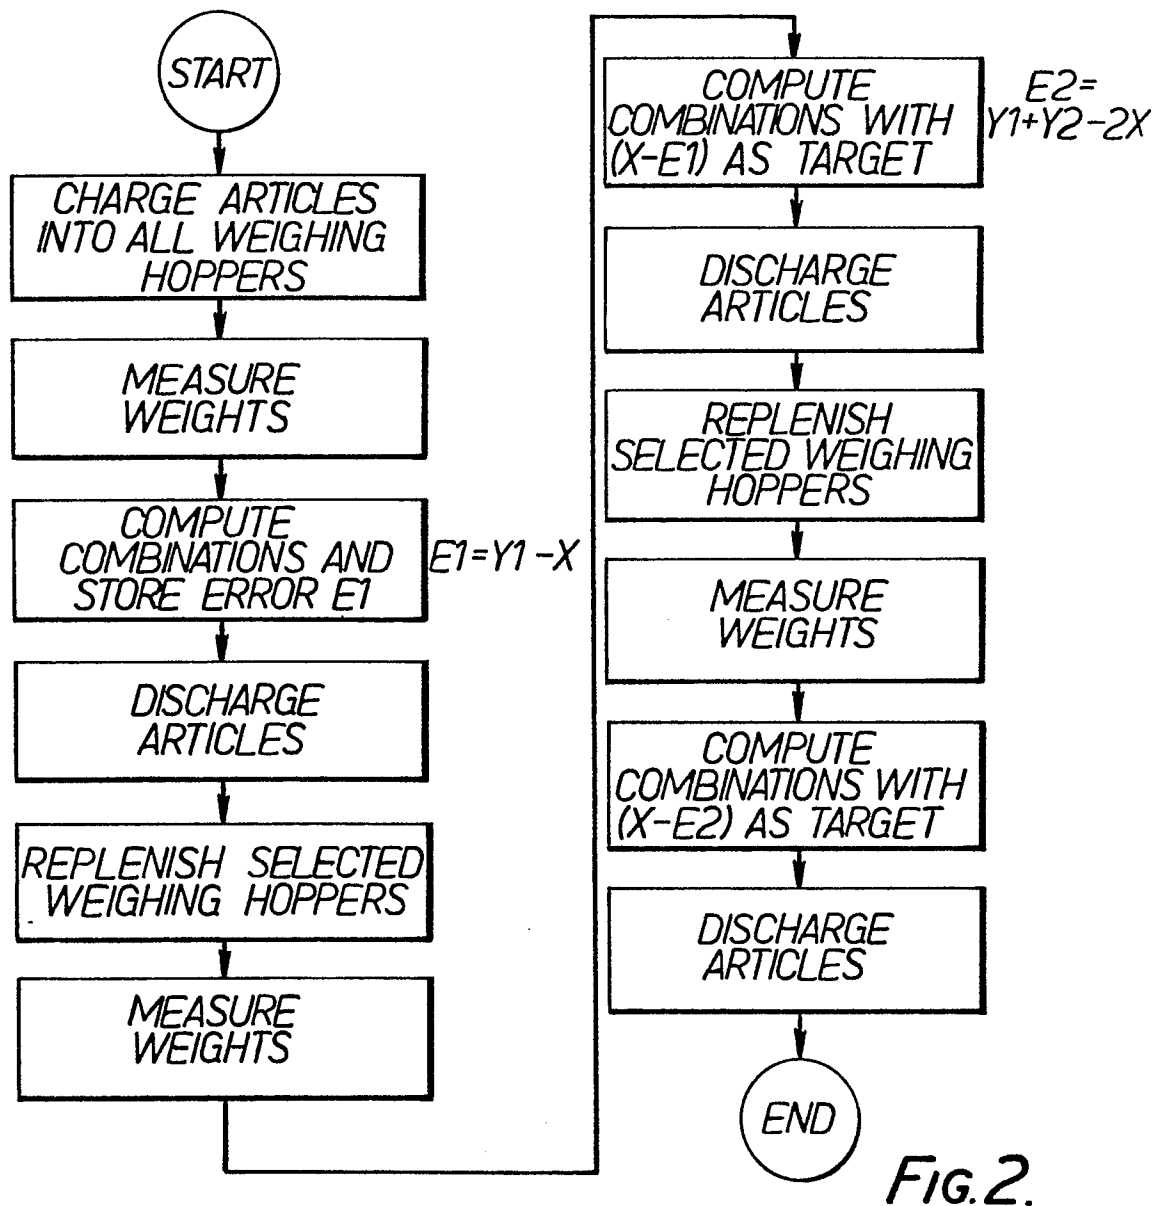 START
CHARGE ARTICLES
INTO ALL WEIGHING
HOPPERS
MEASURE
WEIGHTS
COMPUTE
COMBINATIONS AND
STORE ERROR E1
E1=Y1-X
DISCHARGE
ARTICLES
REPLENISH SELECTED
WEIGHING HOPPERS
MEASURE
WEIGHTS
COMPUTE
COMBINATIONS WITH
(X-E1) AS TARGET
E2=
Y1+Y2-2X
DISCHARGE
ARTICLES
REPLENISH
SELECTED WEIGHING
HOPPERS
MEASURE
WEIGHTS
COMPUTE
COMBINATIONS WITH
(X-E2) AS TARGET
DISCHARGE
ARTICLES
END
FIG.2.